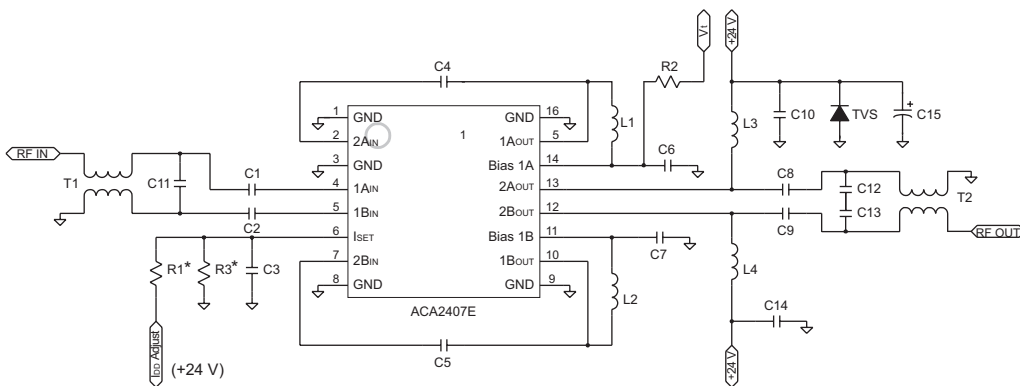 Vt
+24 V
C4
R2
1
GND
GND
16
L1
L3
C10
TVS
+
C15
2
2AIN
1
1AOUT
5
RF IN
3
GND
Bias 1A
14
C6
T1
C11
C1
4
1AIN
2AOUT
13
C8
C12
T2
5
1BIN
2BOUT
12
C13
C2
C9
RF OUT
6
ISET
Bias 1B
11
C7
R1*
R3*
C3
7
2BIN
1BOUT
10
L4
8
GND
GND
9
L2
ACA2407E
C14
IDD Adjust
(+24 V)
C5
+24 V